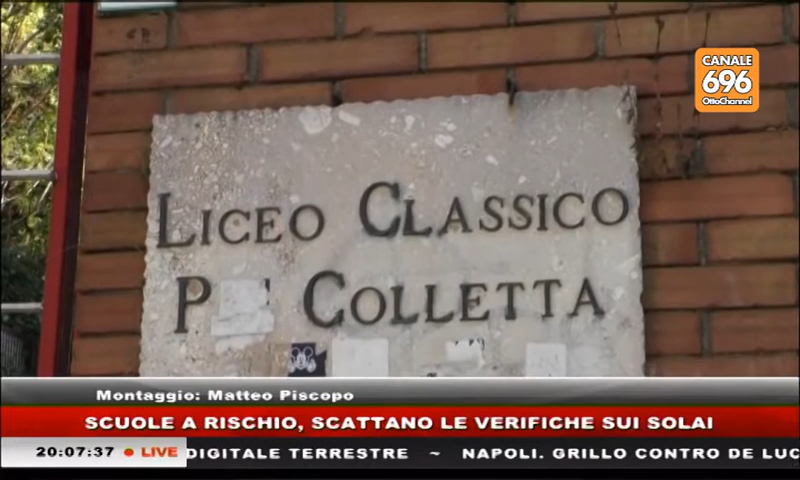 CANALE
696
OttoChannel
LICEO CLASSICO
P COLLETTA
Montaggio: Matteo Piscopo
SCUOLE A RISCHIO, SCATTANO LE VERIFICHE SUI SOLAI
20:07:37 LIVE DIGITALE TERRESTRE ~ NAPOLI. GRILLO CONTRO DE LUC